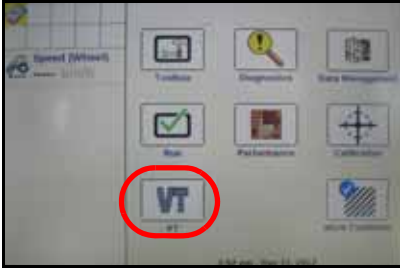 Speed (Wheel)
Toolbox
Diagnostics
Data Management
Run
Performance
Calibration
VT
VT